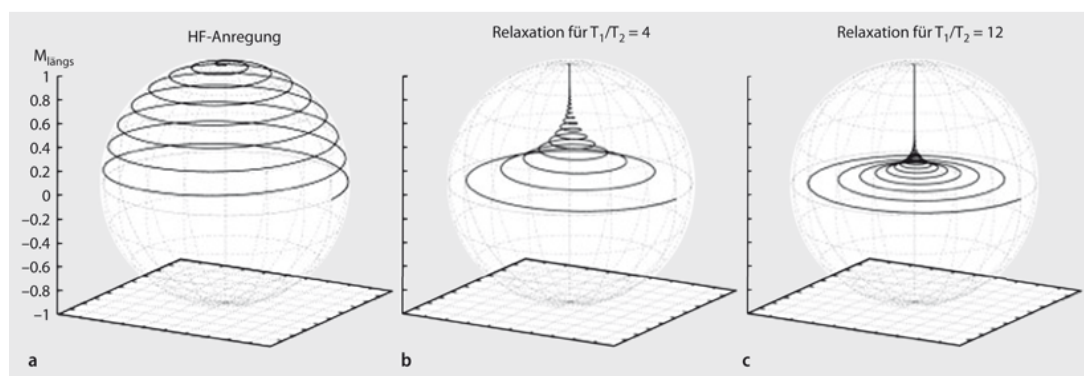 HF-Anregung
Relaxation für T₁/T₂ = 4
Relaxation für T₁/T₂ = 12
M längs
1
0.8
0.6
0.4
0.2
0
−0.2
−0.4
−0.6
−0.8
−1
a
b
c